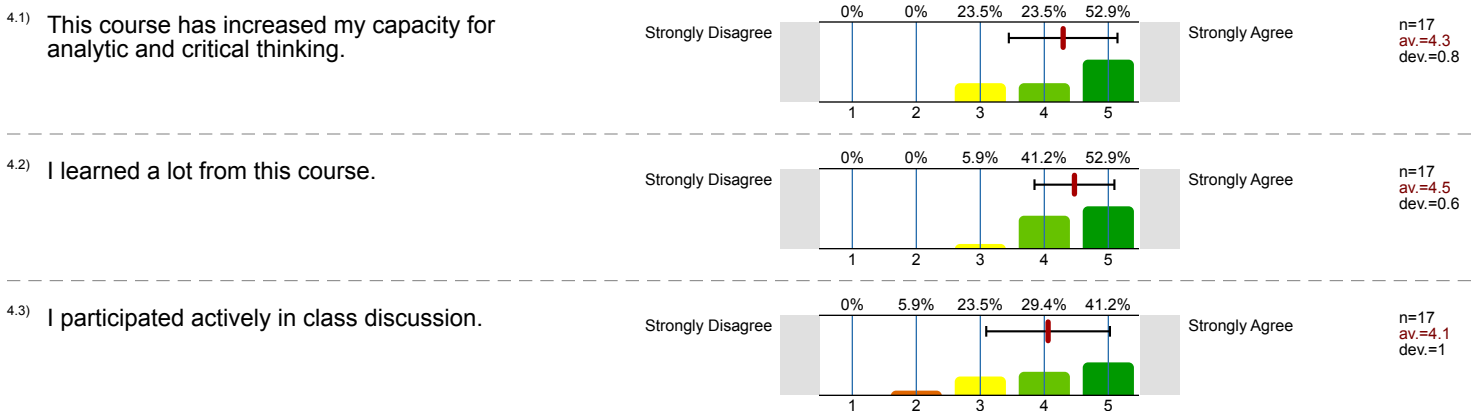 4.1) This course has increased my capacity for
analytic and critical thinking.
Strongly Disagree
0% 0% 23.5% 23.5% 52.9%
1 2 3 4 5
Strongly Agree
n=17
av.=4.3
dev.=0.8
4.2) I learned a lot from this course.
Strongly Disagree
0% 0% 5.9% 41.2% 52.9%
1 2 3 4 5
Strongly Agree
n=17
av.=4.5
dev.=0.6
4.3) I participated actively in class discussion.
Strongly Disagree
0% 5.9% 23.5% 29.4% 41.2%
1 2 3 4 5
Strongly Agree
n=17
av.=4.1
dev.=1